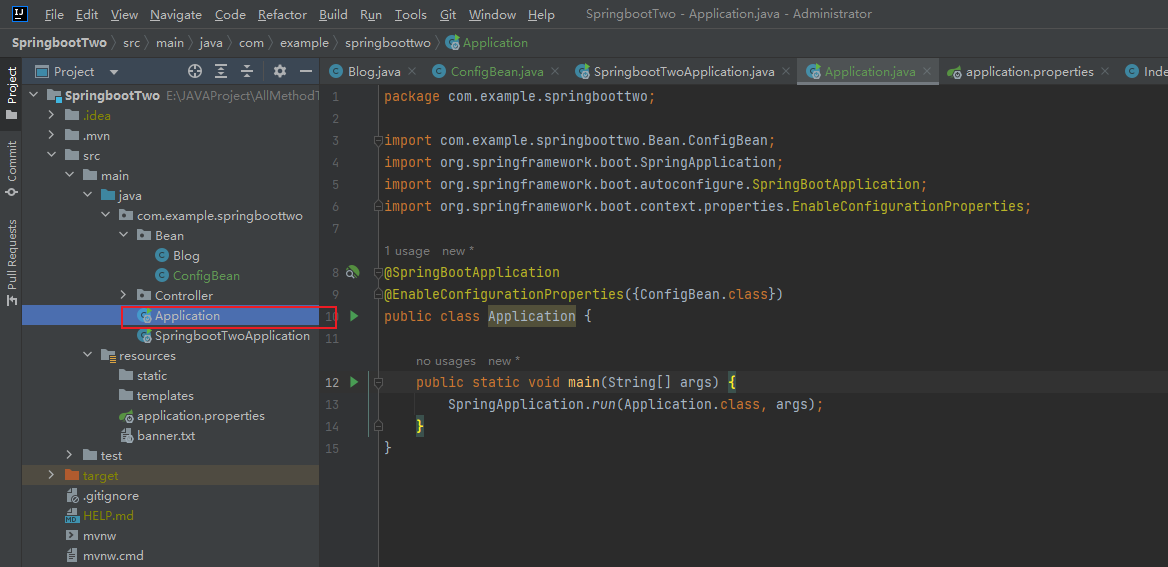 File Edit View Navigate Code Refactor Build Run Tools Git Window Help SpringbootTwo - Application.java - Administrator
SpringbootTwo src main java com example springboottwo Application
Project
Blog.java ConfigBean.java SpringbootTwoApplication.java Application.java application.properties Inde
Project
Commit
Pull Requests
SpringbootTwo E:\JAVAProject\AllMethodT
.idea
.mvn
src
main
java
com.example.springboottwo
Bean
Blog
ConfigBean
Controller
Application
SpringbootTwoApplication
resources
static
templates
application.properties
banner.txt
test
target
.gitignore
HELP.md
mvnw
mvnw.cmd
1 package com.example.springboottwo;
2
3 import com.example.springboottwo.Bean.ConfigBean;
4 import org.springframework.boot.SpringApplication;
5 import org.springframework.boot.autoconfigure.SpringBootApplication;
6 import org.springframework.boot.context.properties.EnableConfigurationProperties;
7
1 usage new *
8 @SpringBootApplication
9 @EnableConfigurationProperties({ConfigBean.class})
10 public class Application {
11
no usages new *
12 public static void main(String[] args) {
13 SpringApplication.run(Application.class, args);
14 }
15 }